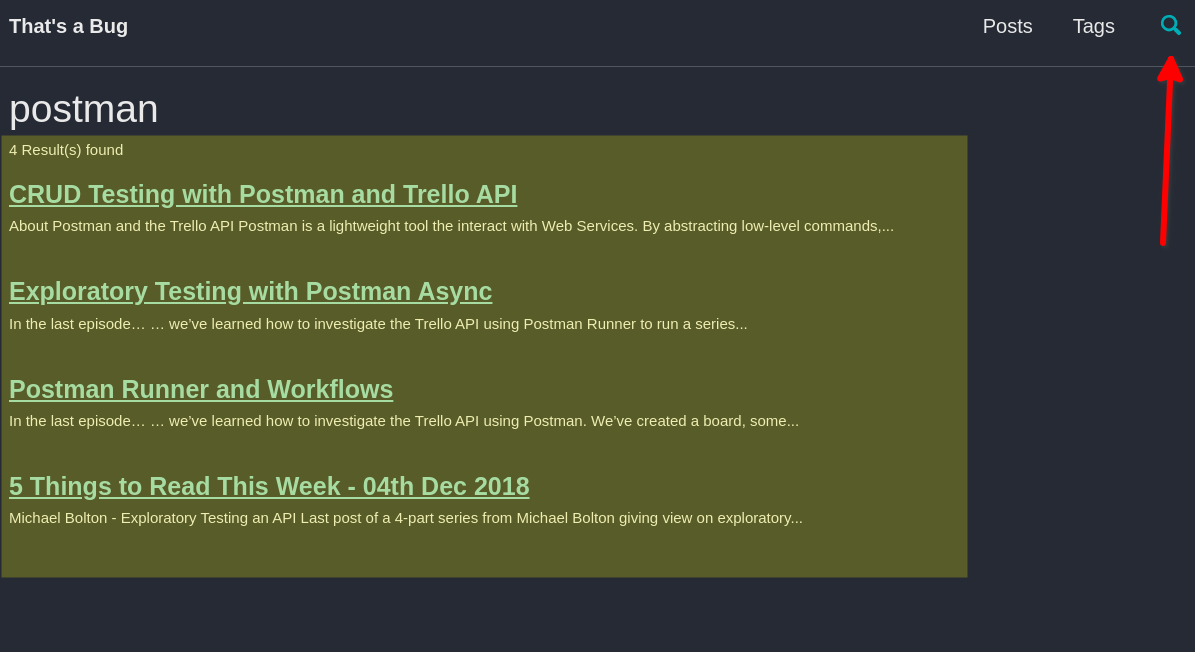 That's a Bug Posts Tags
postman
4 Result(s) found
CRUD Testing with Postman and Trello API
About Postman and the Trello API Postman is a lightweight tool the interact with Web Services. By abstracting low-level commands,...
Exploratory Testing with Postman Async
In the last episode… … we’ve learned how to investigate the Trello API using Postman Runner to run a series...
Postman Runner and Workflows
In the last episode… … we’ve learned how to investigate the Trello API using Postman. We’ve created a board, some...
5 Things to Read This Week - 04th Dec 2018
Michael Bolton - Exploratory Testing an API Last post of a 4-part series from Michael Bolton giving view on exploratory...